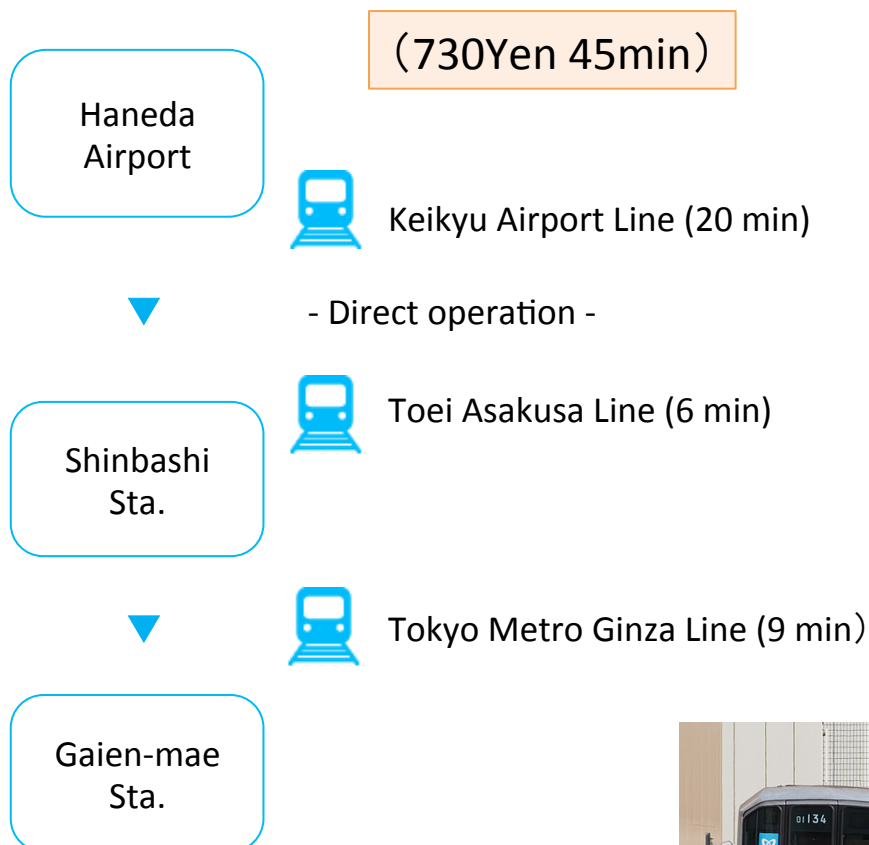 （730Yen 45min）
Haneda
Airport
Keikyu Airport Line (20 min)
- Direct operation -
Toei Asakusa Line (6 min)
Shinbashi
Sta.
Tokyo Metro Ginza Line (9 min）
Gaien-mae
Sta.
01134